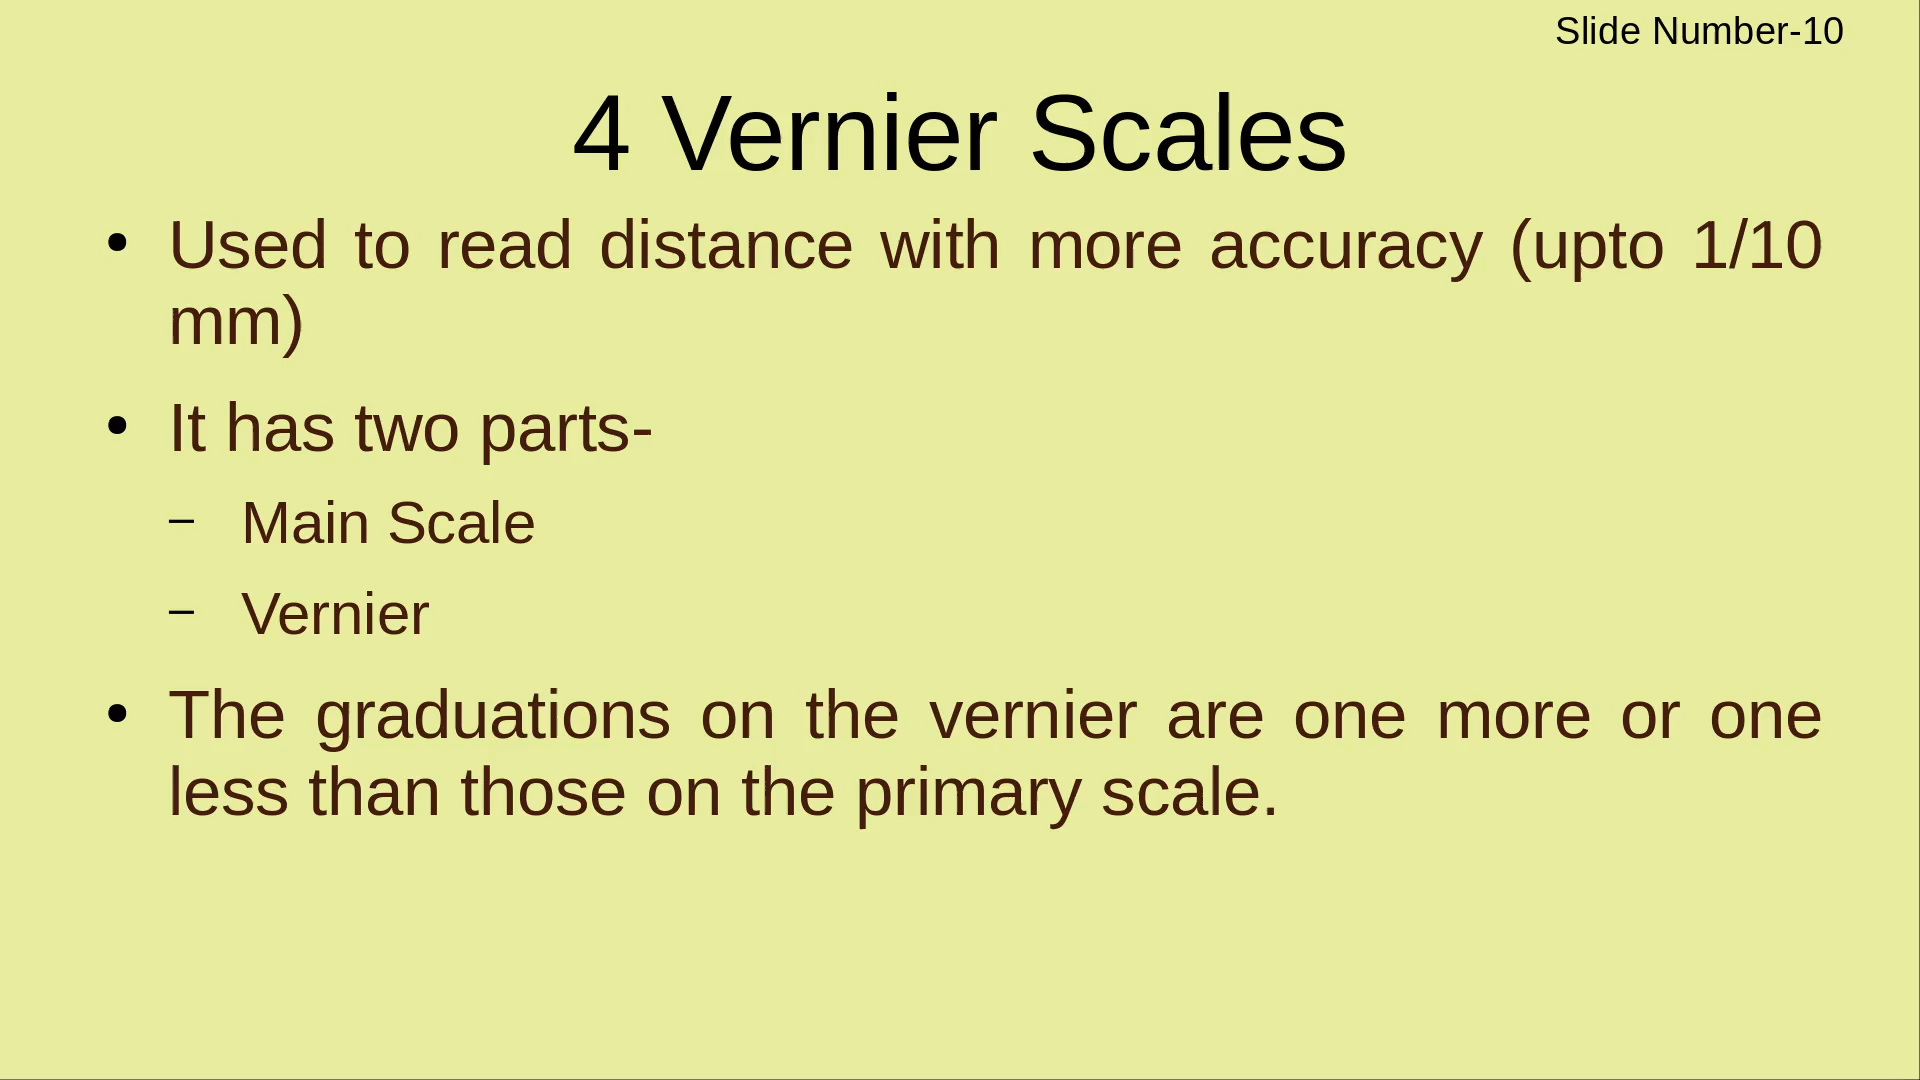 Slide Number-10
4 Vernier Scales
• Used to read distance with more accuracy (upto 1/10
mm)
• It has two parts-
– Main Scale
– Vernier
• The graduations on the vernier are one more or one
less than those on the primary scale.